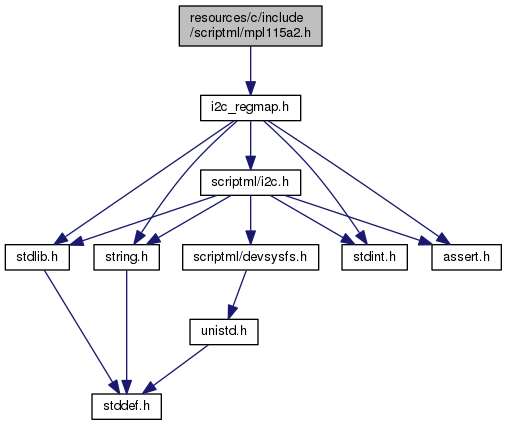 resources/c/include
/scriptml/mpl115a2.h
i2c_regmap.h
scriptml/i2c.h
stdlib.h
string.h
scriptml/devsysfs.h
stdint.h
assert.h
unistd.h
stddef.h